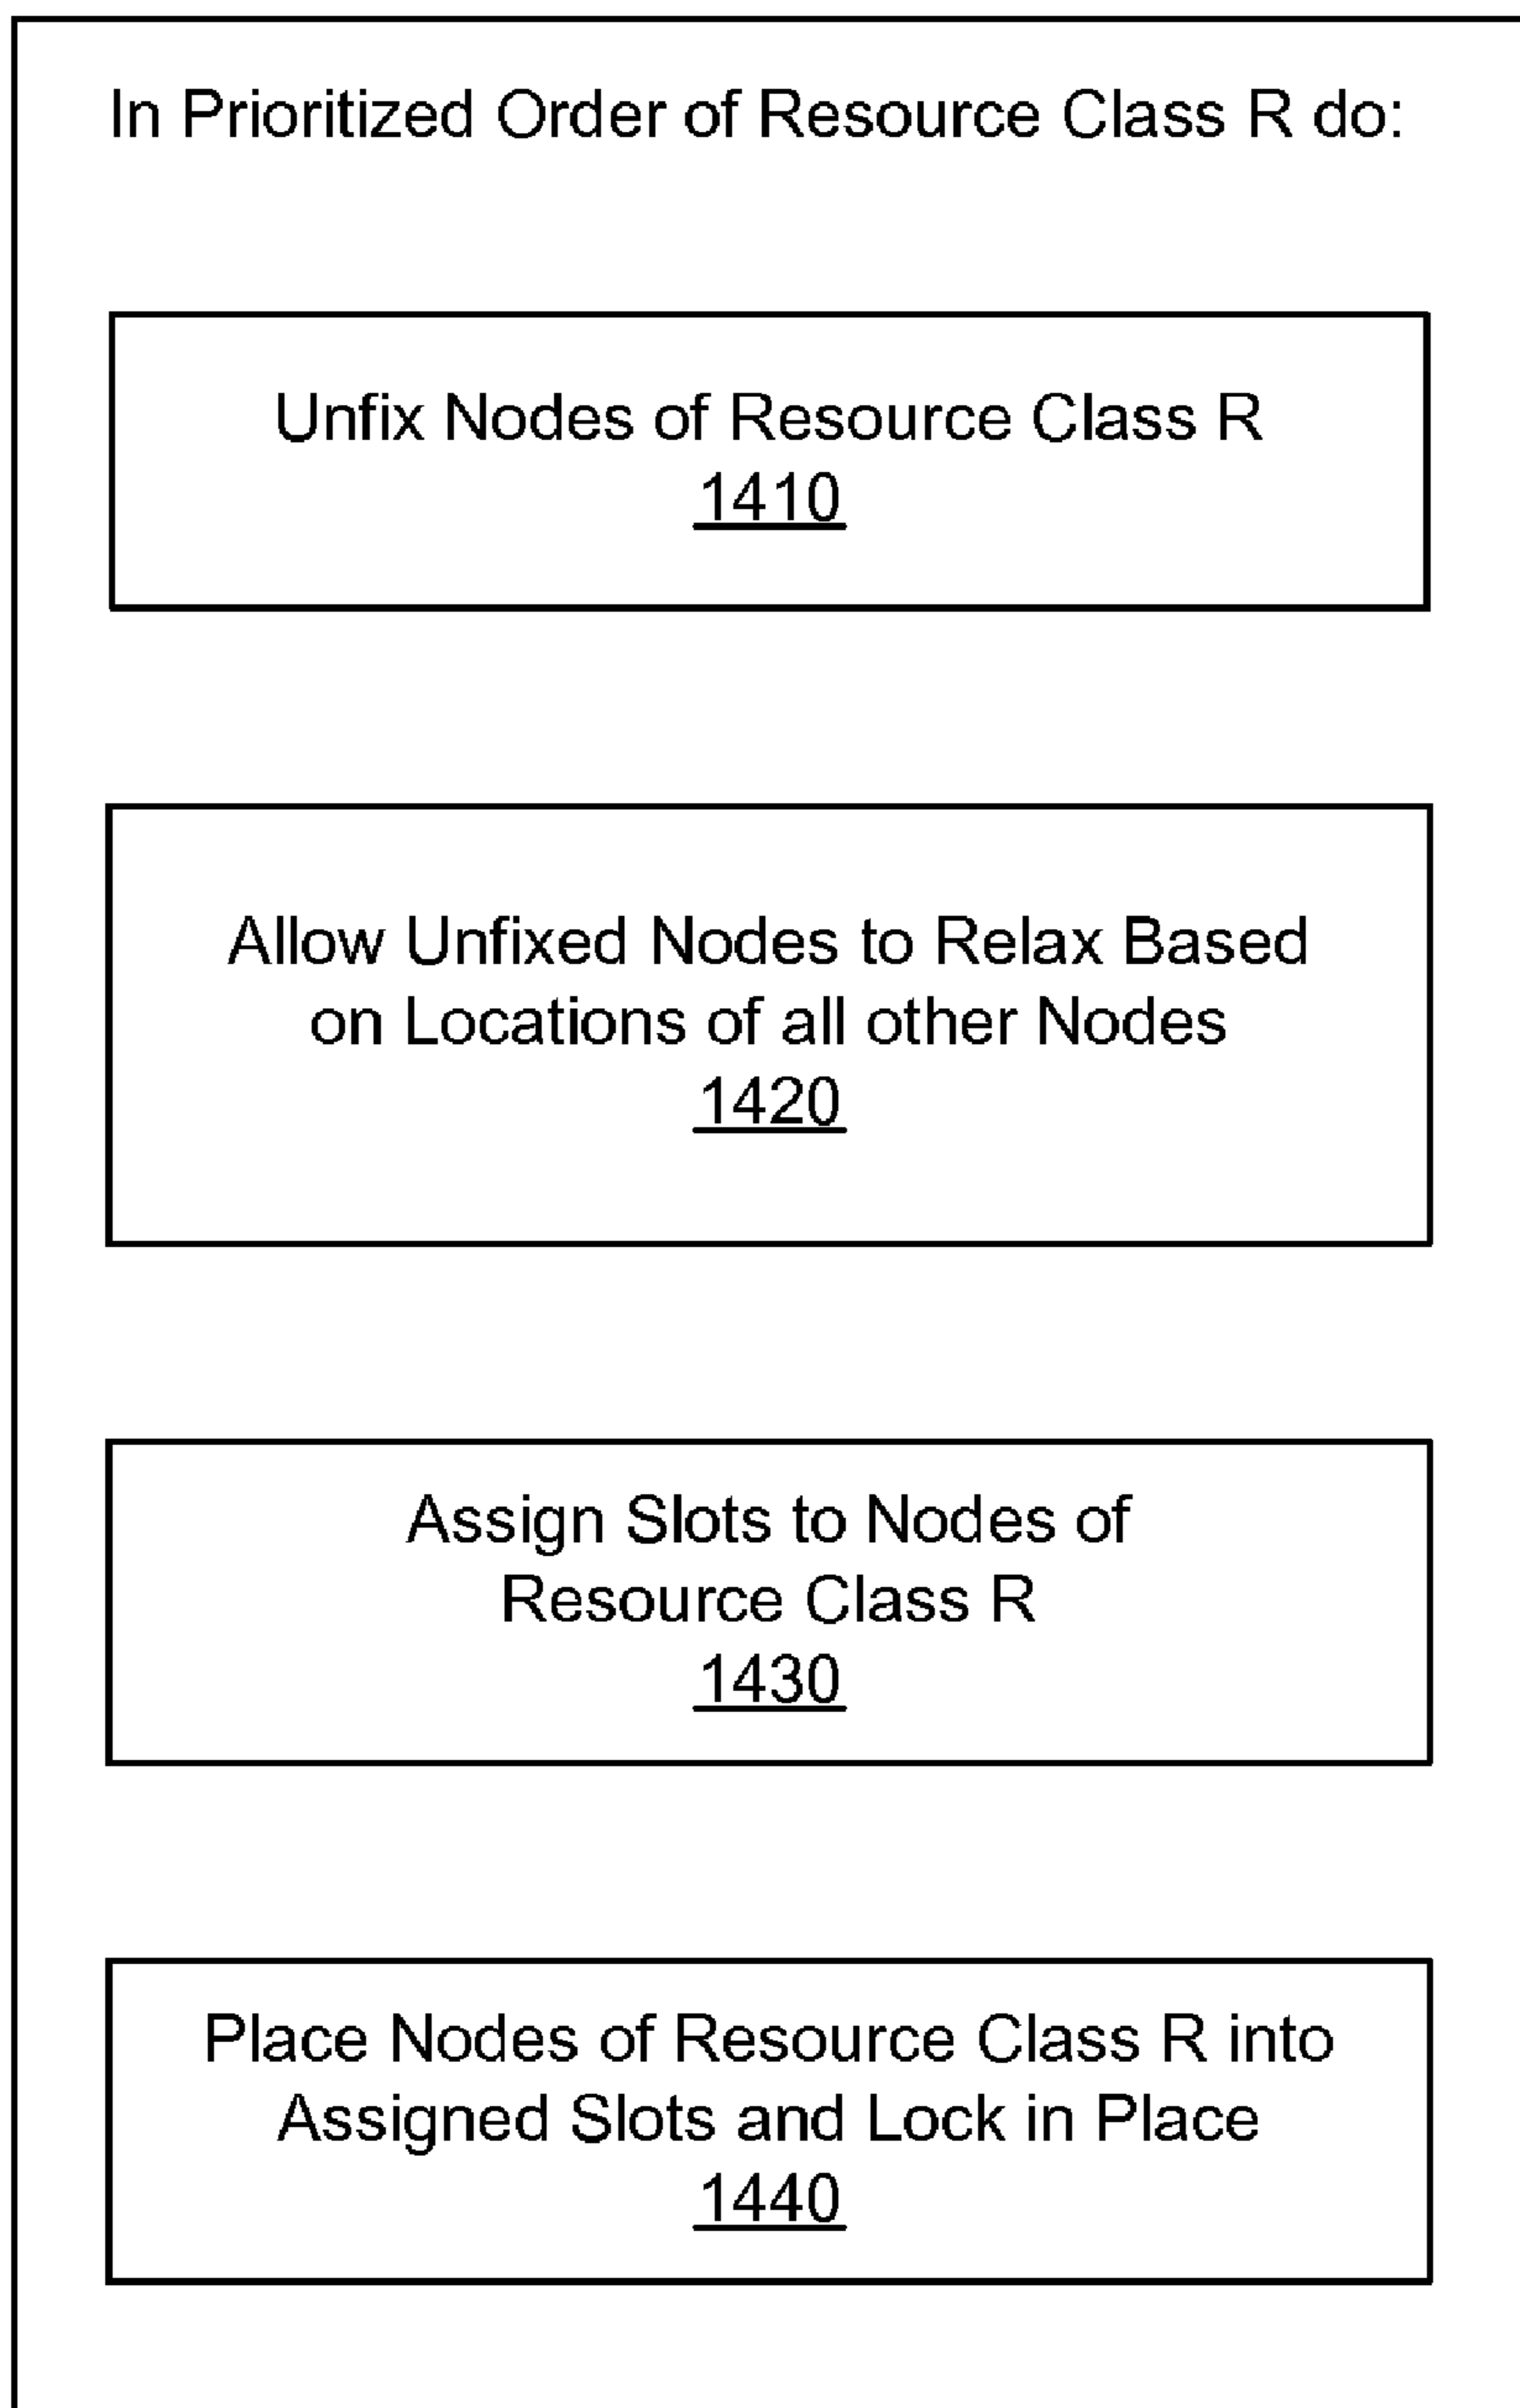 In Prioritized Order of Resource Class R do:
Unfix Nodes of Resource Class R
1410
Allow Unfixed Nodes to Relax Based
on Locations of all other Nodes
1420
Assign Slots to Nodes of
Resource Class R
1430
Place Nodes of Resource Class R into
Assigned Slots and Lock in Place
1440